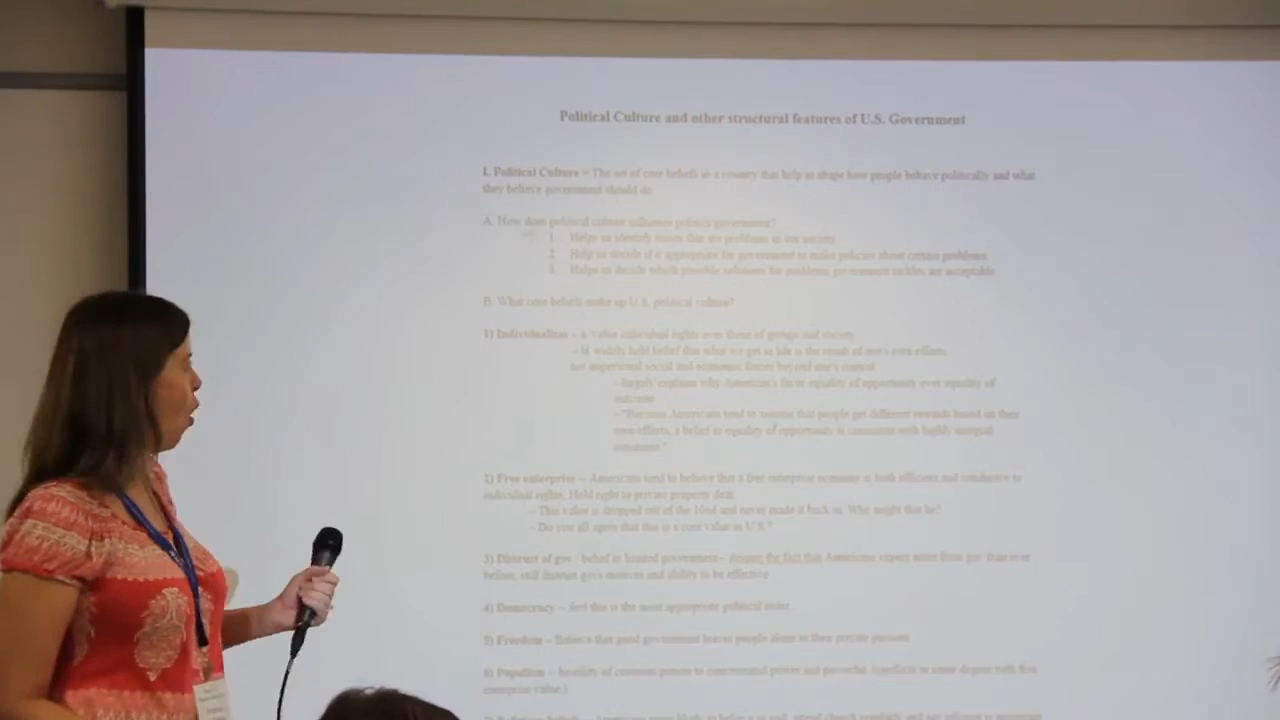 Political Culture and other structural features of U.S. Government
I. Political Culture = The set of core beliefs in a country that help to shape how people behave politically and what
they believe government should do.
A. How does political culture influence politics/government?
1. Helps us identify issues that are problems in our society
2. Help us decide if it appropriate for government to make policies about certain problems
3. Helps us decide which possible solutions for problems government tackles are acceptable
B. What core beliefs make up U.S. political culture?
1) Individualism – a. value individual rights over those of groups and society
widely held belief that what we get in life is the result of one's own efforts
not impersonal social and economic forces beyond one's control
-largely explains why American's favor equality of opportunity over equality of
outcome
-"Because Americans tend to assume that people get different rewards based on their
own efforts, a belief in equality of opportunity is consistent with highly unequal
outcomes."
2) Free enterprise – Americans tend to believe that a free enterprise economy is both efficient and conducive to
individual rights. Hold right to private property dear.
- This value is dropped out of the 10ed and never made it back in. Why might that be?
- Do you all agree that this is a core value in U.S.?
3) Distrust of gov / belief in limited government– despite the fact that Americans expect more from gov than ever
before, still distrust govs motives and ability to be effective
4) Democracy – feel this is the most appropriate political order
5) Freedom – Believe that good government leaves people alone in their private pursuits
6) Populism – hostility of common person to concentrated power and powerful. (conflicts to some degree with free
enterprise value.)